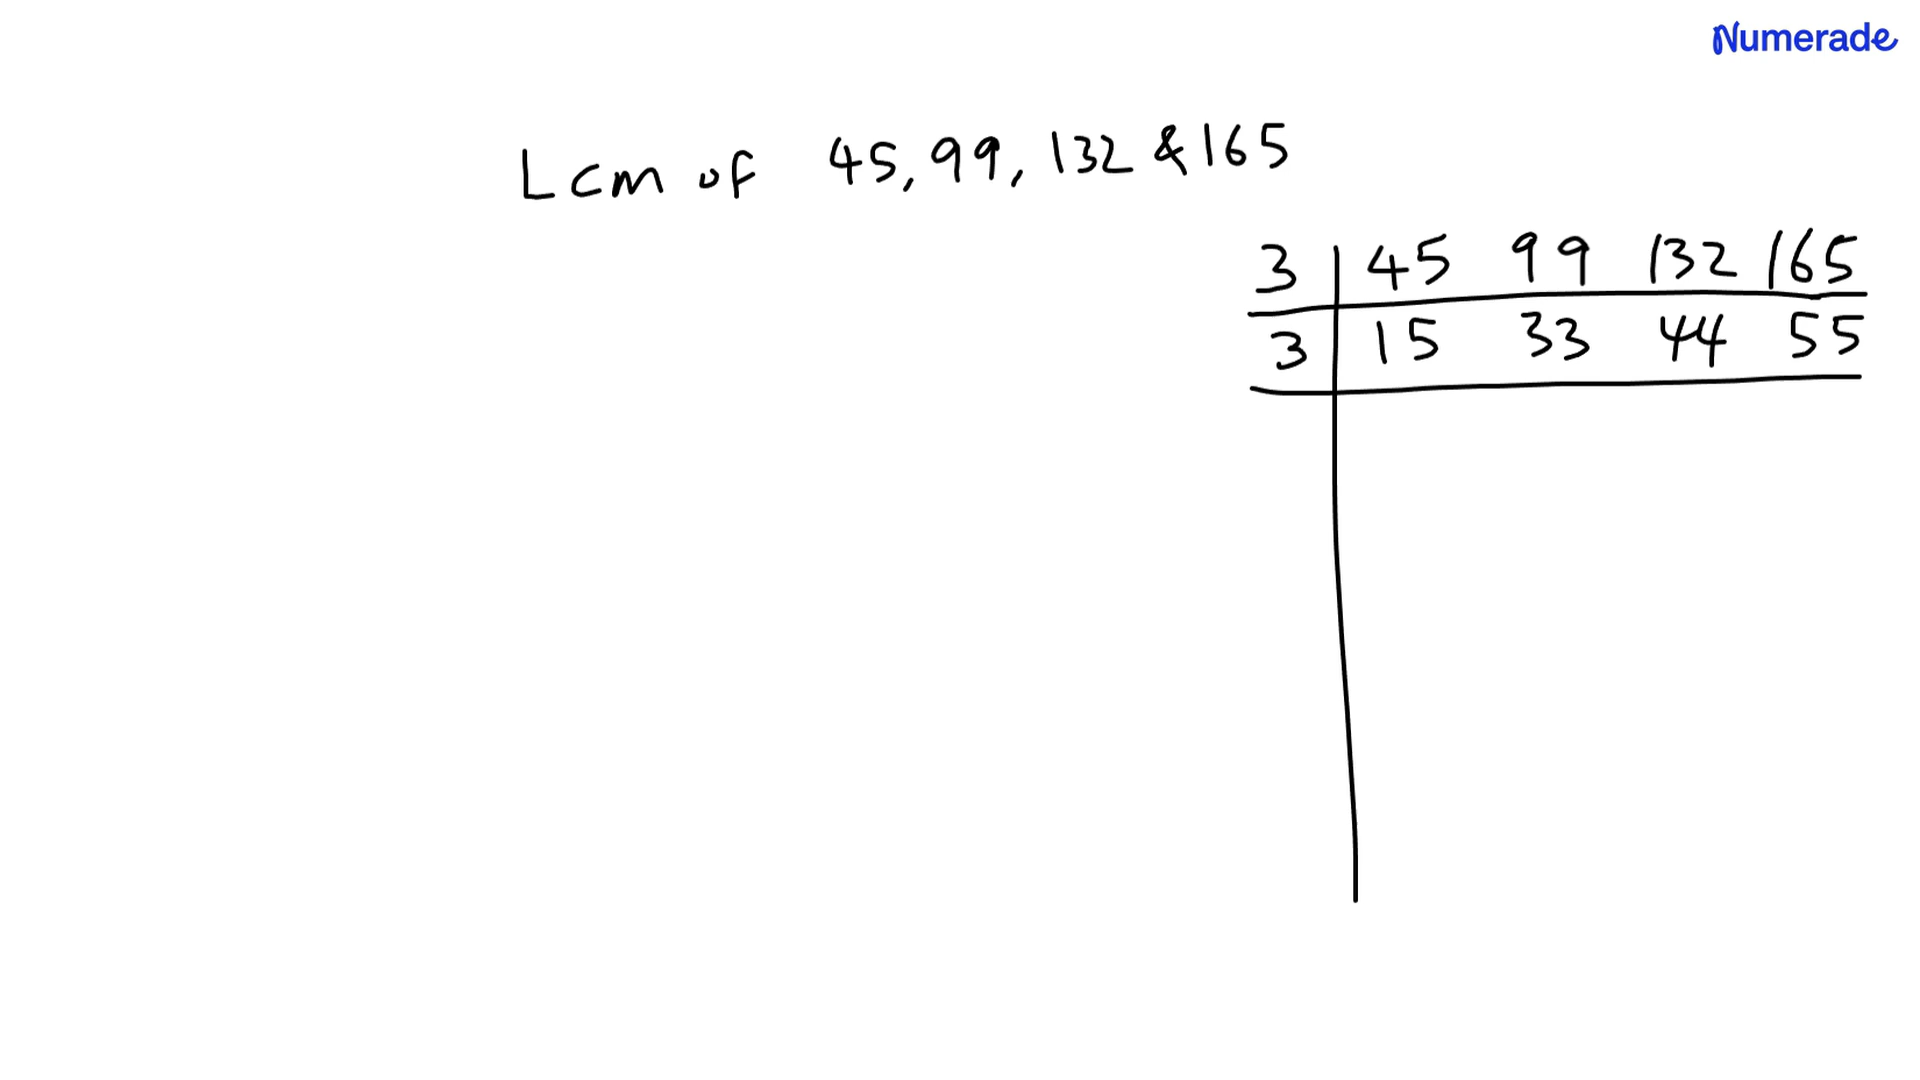 Numerade
Lcm of 45, 99, 132 & 165
3 45 99 132 165
3 15 33 44 55